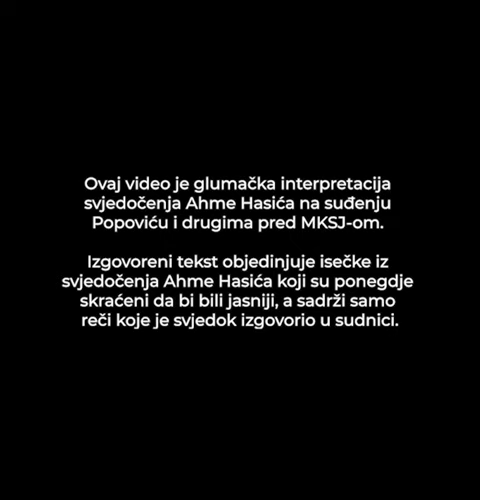 Ovaj video je glumačka interpretacija
svjedočenja Ahme Hasića na suđenju
Popoviću i drugima pred MKSJ-om.
Izgovoreni tekst objedinjuje isečke iz
svjedočenja Ahme Hasića koji su ponegdje
skraćeni da bi bili jasniji, a sadrži samo
reči koje je svjedok izgovorio u sudnici.